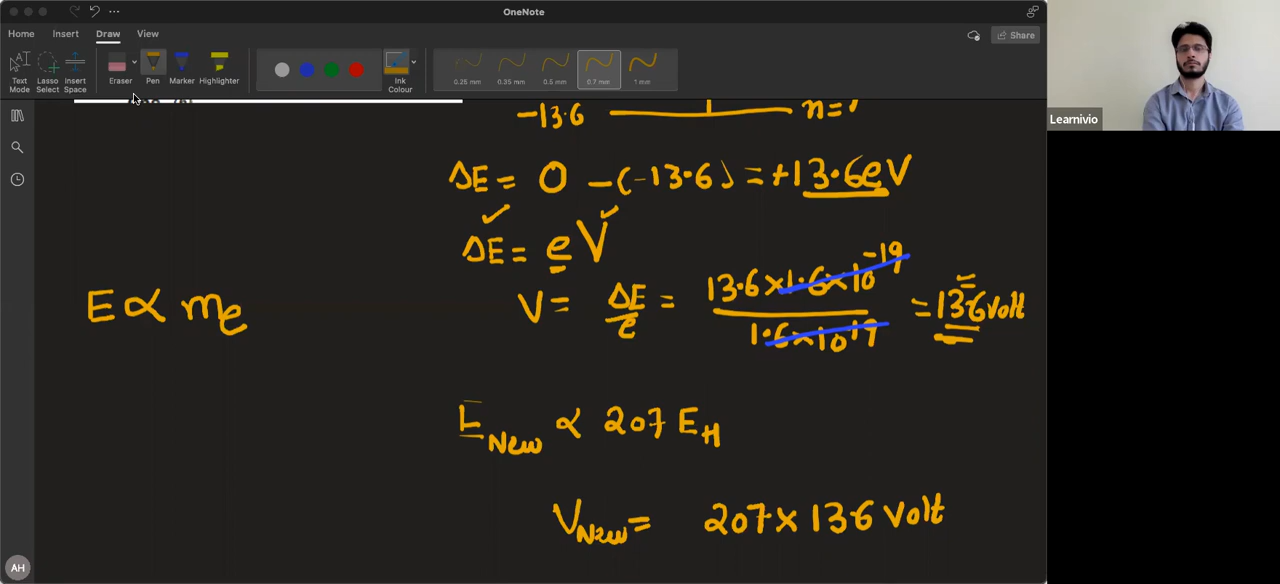 OneNote
Home Insert Draw View
Share
Text Mode
Lasso Select
Insert Space
Eraser
Pen
Marker
Highlighter
Ink Colour
0.25 mm
0.35 mm
0.5 mm
0.7 mm
1 mm
Learnivio
-13.6 n=1
ΔE = 0 -(-13.6) = +13.6eV
ΔE = eV
V = ΔE/e = 13.6×1.6×10^-19 / 1.6×10^19 = 13.6 volt
E ∝ me
E New ∝ 207 E H
V New = 207 × 13.6 Volt
AH